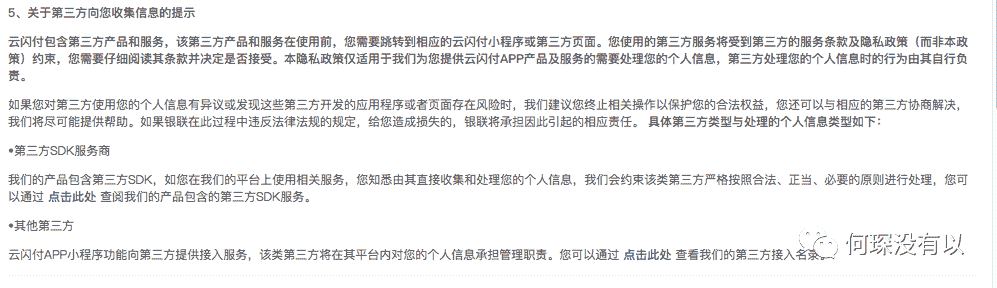 5、关于第三方向您收集信息的提示
云闪付包含第三方产品和服务，该第三方产品和服务在使用前，您需要跳转到相应的云闪付小程序或第三方页面。您使用的第三方服务将受到第三方的服务条款及隐私政策（而非本政
策）约束，您需要仔细阅读其条款并决定是否接受。本隐私政策仅适用于我们为您提供云闪付APP产品及服务的需要处理您的个人信息，第三方处理您的个人信息时的行为由其自行负
责。
如果您对第三方使用您的个人信息有异议或发现这些第三方开发的应用程序或者页面存在风险时，我们建议您终止相关操作以保护您的合法权益，您还可以与相应的第三方协商解决，
我们将尽可能提供帮助。如果银联在此过程中违反法律法规的规定，给您造成损失的，银联将承担因此引起的相应责任。 具体第三方类型与处理的个人信息类型如下：
•第三方SDK服务商
我们的产品包含第三方SDK，如您在我们的平台上使用相关服务，您知悉由其直接收集和处理您的个人信息，我们会约束该类第三方严格按照合法、正当、必要的原则进行处理，您可
以通过 点击此处 查阅我们的产品包含的第三方SDK服务。
•其他第三方
云闪付APP小程序功能向第三方提供接入服务，该类第三方将在其平台内对您的个人信息承担管理职责。您可以通过 点击此处 查看我们的第三方接入名录。
何琛没有以